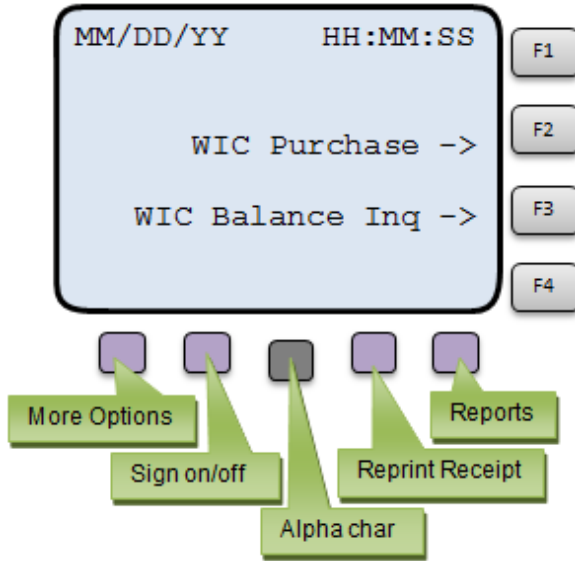 MM/DD/YY HH:MM:SS
F1
WIC Purchase ->
F2
WIC Balance Inq ->
F3
F4
More Options
Reports
Sign on/off
Reprint Receipt
Alpha char